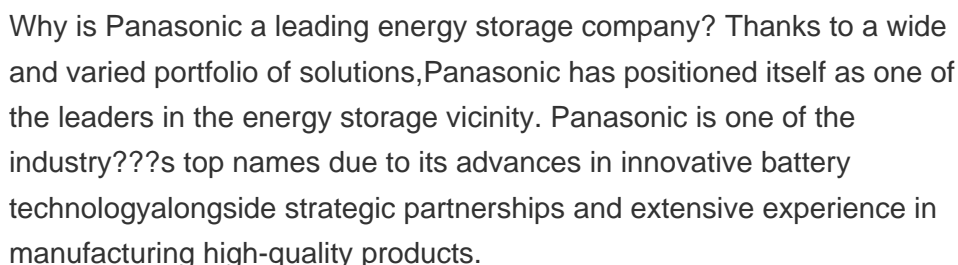 Why is Panasonic a leading energy storage company? Thanks to a wide
and varied portfolio of solutions,Panasonic has positioned itself as one of
the leaders in the energy storage vicinity. Panasonic is one of the
industry???s top names due to its advances in innovative battery
technologyalongside strategic partnerships and extensive experience in
manufacturing high-quality products.